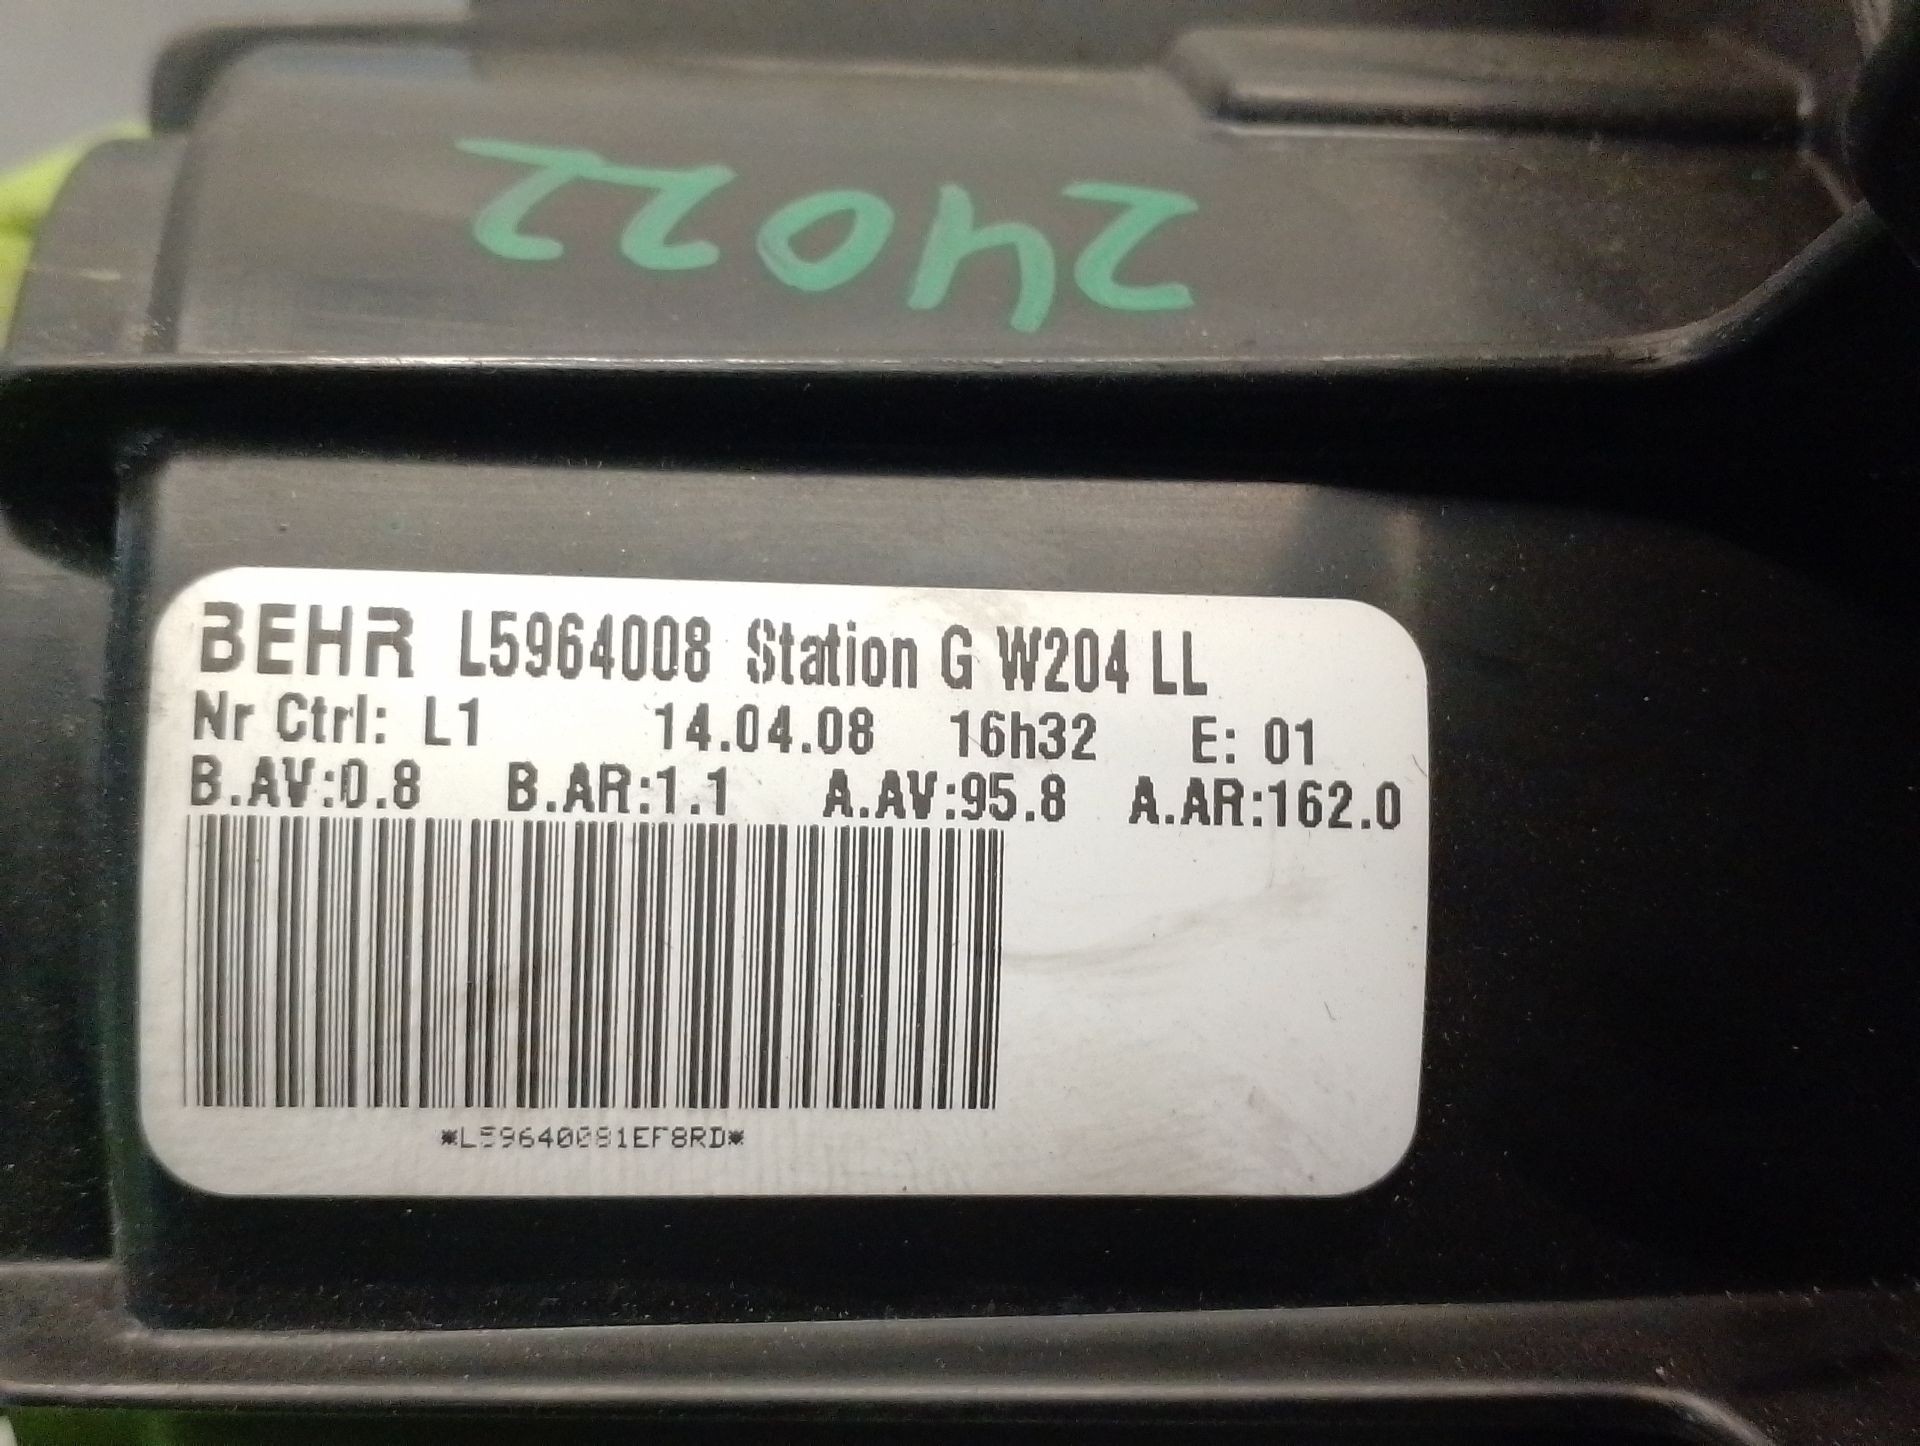 24022
BEHR L5964008 Station G W204 LL
Nr Ctrl: L1 14.04.08 16h32 E: 01
B.AV:0.8 B.AR:1.1 A.AV:95.8 A.AR:162.0
*L59640081EF8RD*